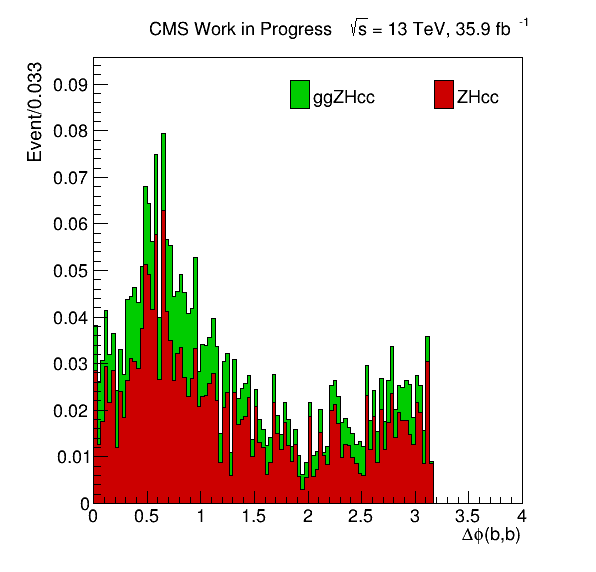 CMS Work in Progress √s = 13 TeV, 35.9 fb⁻¹
Event/0.033
ggZHcc ZHcc
0.09
0.08
0.07
0.06
0.05
0.04
0.03
0.02
0.01
0
0 0.5 1 1.5 2 2.5 3 3.5 4
Δϕ(b,b)